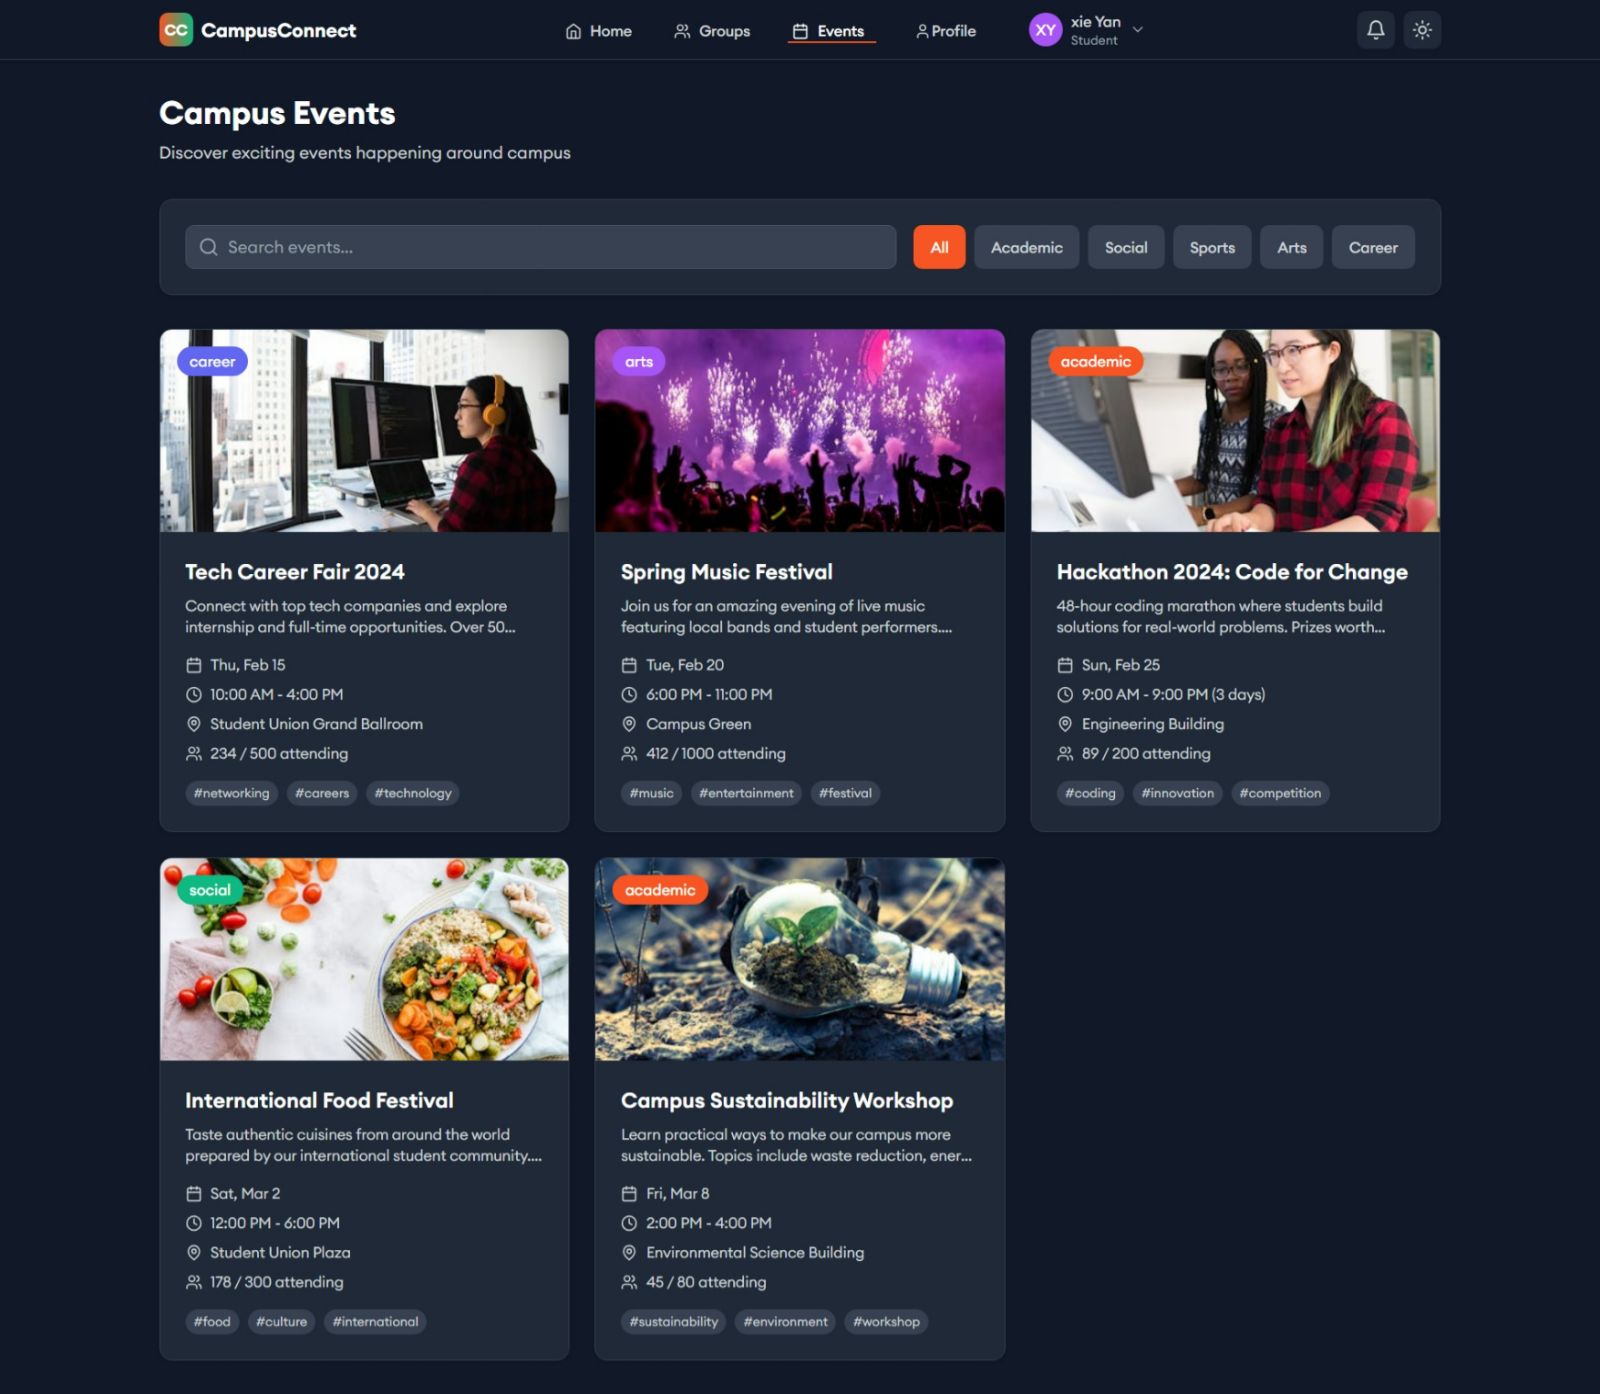 CC CampusConnect
Home
Groups
Events
Profile
XY
xie Yan
Student
Campus Events
Discover exciting events happening around campus
Search events...
All
Academic
Social
Sports
Arts
Career
career
Tech Career Fair 2024
Connect with top tech companies and explore
internship and full-time opportunities. Over 50...
Thu, Feb 15
10:00 AM - 4:00 PM
Student Union Grand Ballroom
234 / 500 attending
#networking #careers #technology
arts
Spring Music Festival
Join us for an amazing evening of live music
featuring local bands and student performers....
Tue, Feb 20
6:00 PM - 11:00 PM
Campus Green
412 / 1000 attending
#music #entertainment #festival
academic
Hackathon 2024: Code for Change
48-hour coding marathon where students build
solutions for real-world problems. Prizes worth...
Sun, Feb 25
9:00 AM - 9:00 PM (3 days)
Engineering Building
89 / 200 attending
#coding #innovation #competition
social
International Food Festival
Taste authentic cuisines from around the world
prepared by our international student community....
Sat, Mar 2
12:00 PM - 6:00 PM
Student Union Plaza
178 / 300 attending
#food #culture #international
academic
Campus Sustainability Workshop
Learn practical ways to make our campus more
sustainable. Topics include waste reduction, ener...
Fri, Mar 8
2:00 PM - 4:00 PM
Environmental Science Building
45 / 80 attending
#sustainability #environment #workshop